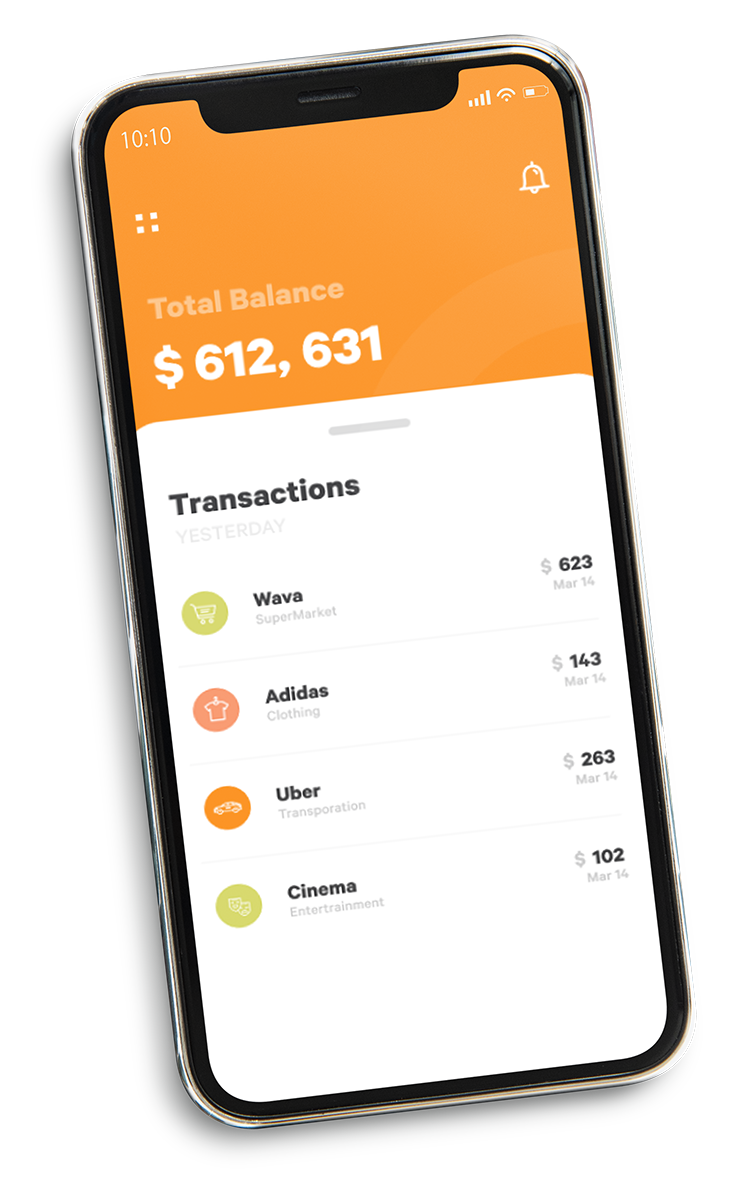 10:10
Total Balance
$ 612, 631
Transactions
YESTERDAY
Wava
SuperMarket
$ 623
Mar 14
Adidas
Clothing
$ 143
Mar 14
Uber
Transporation
$ 263
Mar 14
Cinema
Entertrainment
$ 102
Mar 14